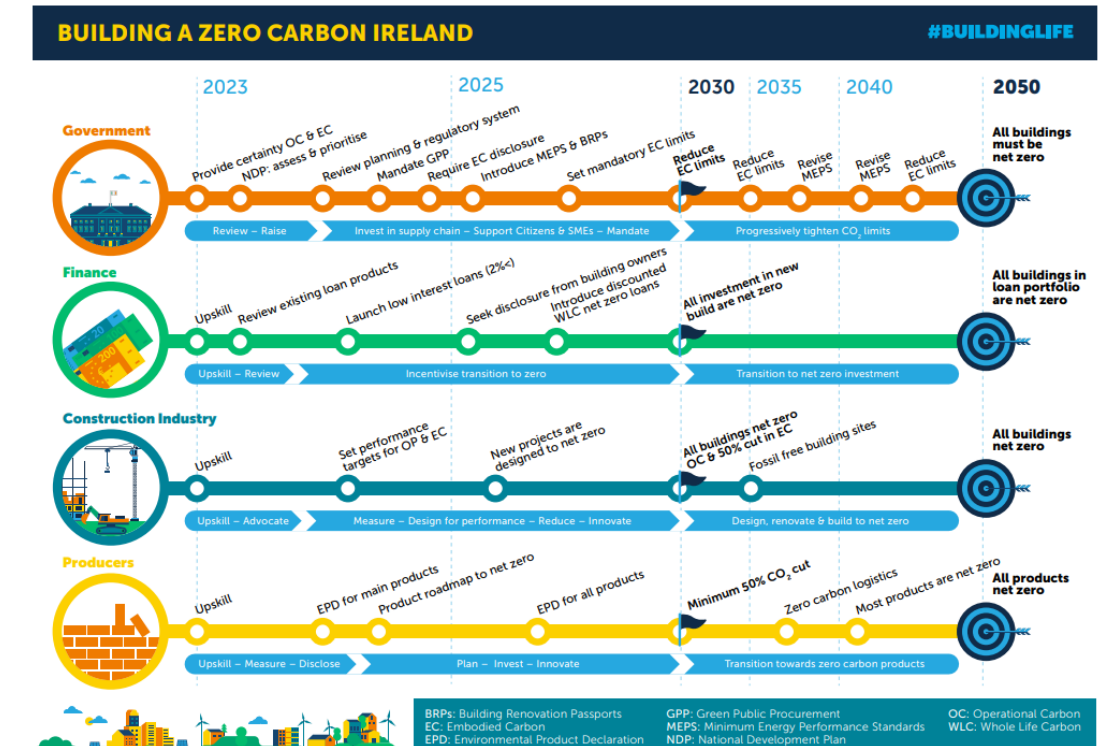 BUILDING A ZERO CARBON IRELAND
#BUILDINGLIFE
2023
2025
2030
2035
2040
2050
Government
Provide certainty OC & EC
NDP: assess & prioritise
Review planning & regulatory system
Mandate GPP
Require EC disclosure
Introduce MEPS & BRPs
Set mandatory EC limits
Reduce
EC limits
Reduce
EC limits
Revise
MEPS
Revise
MEPS
Reduce
EC limits
All buildings
must be
net zero
Review – Raise
Invest in supply chain – Support Citizens & SMEs – Mandate
Progressively tighten CO₂ limits
Finance
20
200
Upskill
Review existing loan products
Launch low interest loans (2%<)
Seek disclosure from building owners
Introduce discounted
WLC net zero loans
All investment in new
build are net zero
All buildings in
loan portfolio
are net zero
Upskill – Review
Incentivise transition to zero
Transition to net zero investment
Construction Industry
Upskill
Set performance
targets for OP & EC
New projects are
designed to net zero
All buildings net zero
OC & 50% cut in EC
Fossil free building sites
All buildings
net zero
Upskill – Advocate
Measure – Design for performance – Reduce – Innovate
Design, renovate & build to net zero
Producers
Upskill
EPD for main products
Product roadmap to net zero
EPD for all products
Minimum 50% CO₂ cut
Zero carbon logistics
Most products are net zero
All products
net zero
Upskill – Measure – Disclose
Plan – Invest – Innovate
Transition towards zero carbon products
BRPs: Building Renovation Passports
EC: Embodied Carbon
EPD: Environmental Product Declaration
GPP: Green Public Procurement
MEPS: Minimum Energy Performance Standards
NDP: National Development Plan
OC: Operational Carbon
WLC: Whole Life Carbon